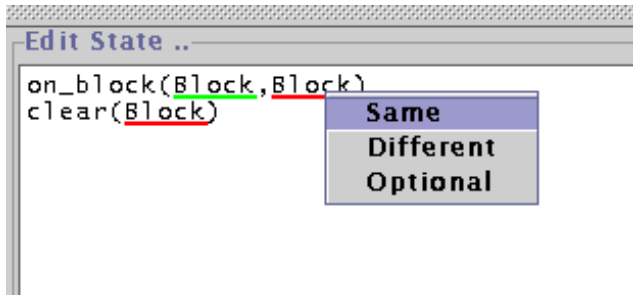 Edit State ..
on_block(Block,Block)
clear(Block)
Same
Different
Optional